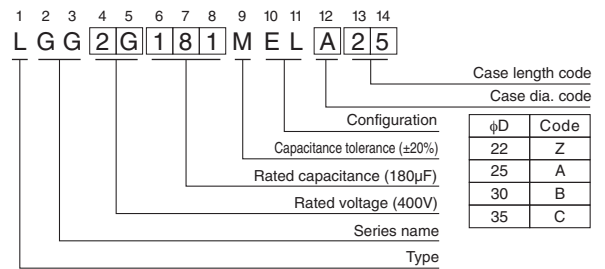 1 2 3 4 5 6 7 8 9 10 11 12 13 14
L G G 2 G 1 8 1 M E L A 2 5
Case length code
Case dia. code
Configuration
Capacitance tolerance (±20%)
Rated capacitance (180µF)
Rated voltage (400V)
Series name
Type
ϕD Code
22 Z
25 A
30 B
35 C